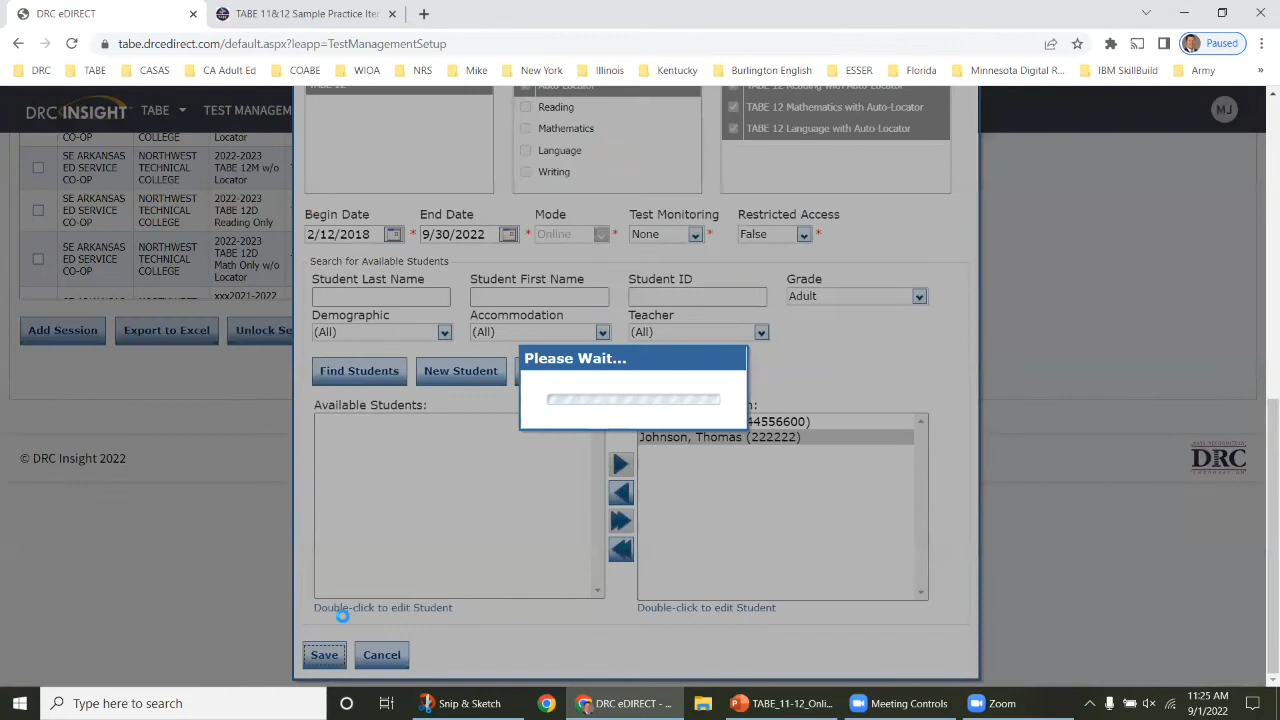 DRC eDIRECT
TABE 11&12 Sample Practice Iter
tabe.drcedirect.com/default.aspx?leapp=TestManagementSetup
Paused
DRC
TABE
CASAS
CA Adult Ed
COABE
WIOA
NRS
Mike
New York
Illinois
Kentucky
Burlington English
ESSER
Florida
Minnesota Digital R...
IBM SkillBuild
Army
DRC INSIGHT
TABE
TEST MANAGEM
MJ
Auto-Locator
Reading
Mathematics
Language
Writing
TABE 12 Reading with Auto-Locator
TABE 12 Mathematics with Auto-Locator
TABE 12 Language with Auto-Locator
CO-OP
COLLEGE
Locator
SE ARKANSAS ED SERVICE CO-OP
NORTHWEST TECHNICAL COLLEGE
2022-2023 TABE 12M w/o Locator
SE ARKANSAS ED SERVICE CO-OP
NORTHWEST TECHNICAL COLLEGE
2022-2023 TABE 12D Reading Only
SE ARKANSAS ED SERVICE CO-OP
NORTHWEST TECHNICAL COLLEGE
2022-2023 TABE 12D Math Only w/o Locator
xxx2021-2022
Add Session
Export to Excel
Unlock Se
© DRC Insight 2022
DRC
Begin Date
End Date
Mode
Test Monitoring
Restricted Access
2/12/2018
*
9/30/2022
*
Online
*
None
*
False
*
Search for Available Students
Student Last Name
Student First Name
Student ID
Grade
Adult
Demographic
Accommodation
Teacher
(All)
(All)
(All)
Find Students
New Student
Please Wait...
Available Students:
n:
44556600)
Johnson, Thomas (222222)
Double-click to edit Student
Double-click to edit Student
Save
Cancel
Type here to search
Snip & Sketch
DRC eDIRECT - ...
TABE_11-12_Onli...
Meeting Controls
Zoom
11:25 AM
9/1/2022